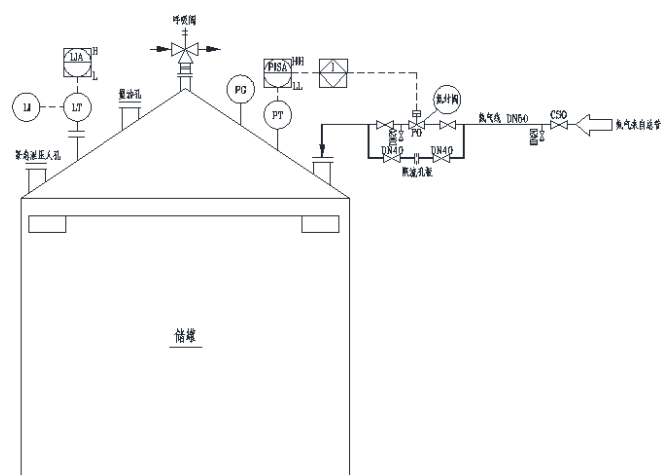 呼吸阀
LIA
H
L
PISA
HH
LL
I
LI
LT
量油孔
PG
PT
氮封阀
FO
氮气线 DN50
CSO
氮气来自总管
DN40
DN40
限流孔板
紧急泄压人孔
储罐